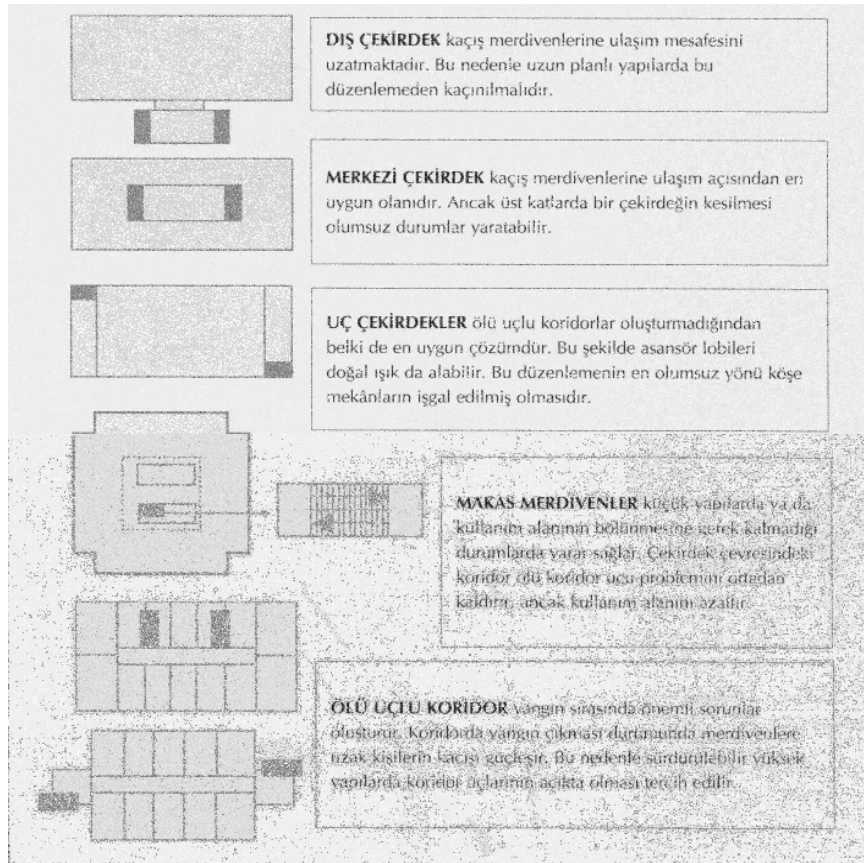 DIŞ ÇEKİRDEK kaçış merdivenlerine ulaşım mesafesini
uzatmaktadır. Bu nedenle uzun planlı yapılarda bu
düzenlemeden kaçınılmalıdır.
MERKEZİ ÇEKİRDEK kaçış merdivenlerine ulaşım açısından en
uygun olanıdır. Ancak üst katlarda bir çekirdeğin kesilmesi
olumsuz durumlar yaratabilir.
UÇ ÇEKİRDEKLER ölü uçlu koridorlar oluşturmadığından
belki de en uygun çözümdür. Bu şekilde asansör lobileri
doğal ışık da alabilir. Bu düzenlemenin en olumsuz yönü köşe
mekânların işgal edilmiş olmasıdır.
MAKAS MERDİVENLER küçük yapılarda ya da
kullanım alanının bölünmesine gerek kalmadığı
durumlarda yarar sağlar. Çekirdek çevresindeki
koridor ölü koridor ucu problemini ortadan
kaldırır, ancak kullanım alanını azaltır.
ÖLÜ UÇLU KORİDOR yangın sırasında önemli sorunlar
oluşturur. Koridorda yangın çıkması durumunda merdivenlere
uzak kişilerin kaçışı güçleşir. Bu nedenle sürdürülebilir yüksek
yapılarda koridor uçlarının açıkta olması tercih edilir.